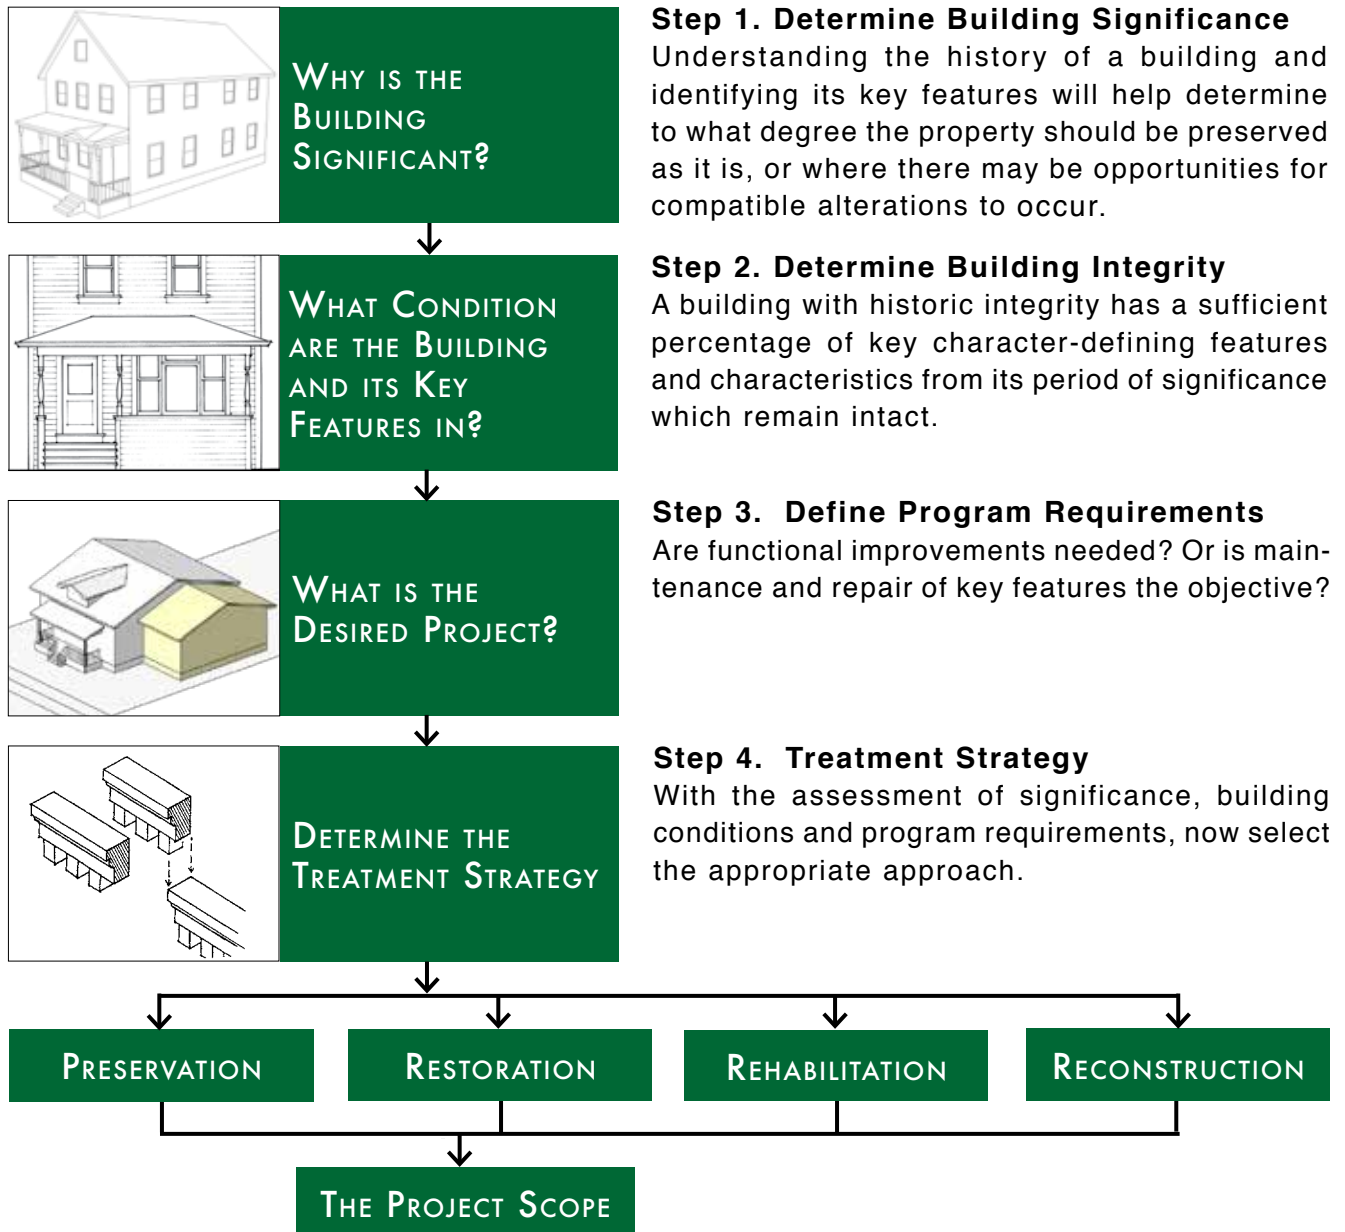 WHY IS THE
BUILDING
SIGNIFICANT?
Step 1. Determine Building Significance
Understanding the history of a building and
identifying its key features will help determine
to what degree the property should be preserved
as it is, or where there may be opportunities for
compatible alterations to occur.
WHAT CONDITION
ARE THE BUILDING
AND ITS KEY
FEATURES IN?
Step 2. Determine Building Integrity
A building with historic integrity has a sufficient
percentage of key character-defining features
and characteristics from its period of significance
which remain intact.
WHAT IS THE
DESIRED PROJECT?
Step 3. Define Program Requirements
Are functional improvements needed? Or is main-
tenance and repair of key features the objective?
DETERMINE THE
TREATMENT STRATEGY
Step 4. Treatment Strategy
With the assessment of significance, building
conditions and program requirements, now select
the appropriate approach.
PRESERVATION
RESTORATION
REHABILITATION
RECONSTRUCTION
THE PROJECT SCOPE